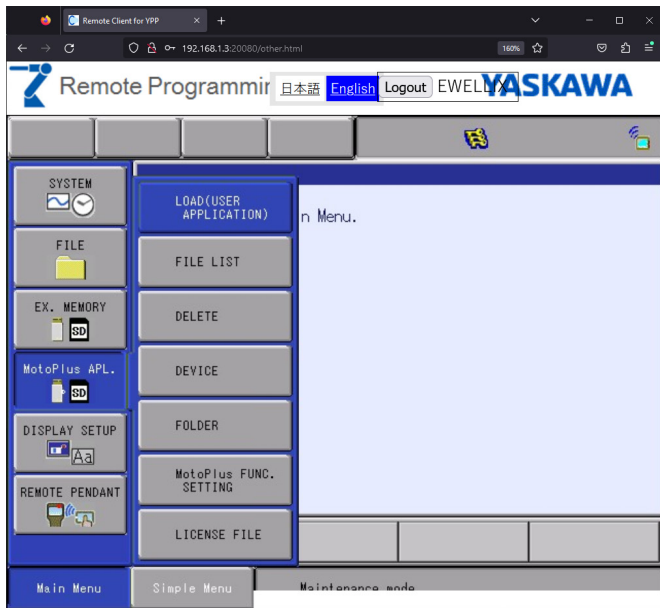 Remote Client for YPP
192.168.1.3:20080/other.html
160%
Remote Programmin
日本語 English Logout EWELLIX
YASKAWA
SYSTEM
FILE
EX. MEMORY
SD
MotoPlus APL.
SD
DISPLAY SETUP
Aa
REMOTE PENDANT
LOAD(USER
APPLICATION)
FILE LIST
DELETE
DEVICE
FOLDER
MotoPlus FUNC.
SETTING
LICENSE FILE
n Menu.
Main Menu
Simple Menu
Maintenance mode